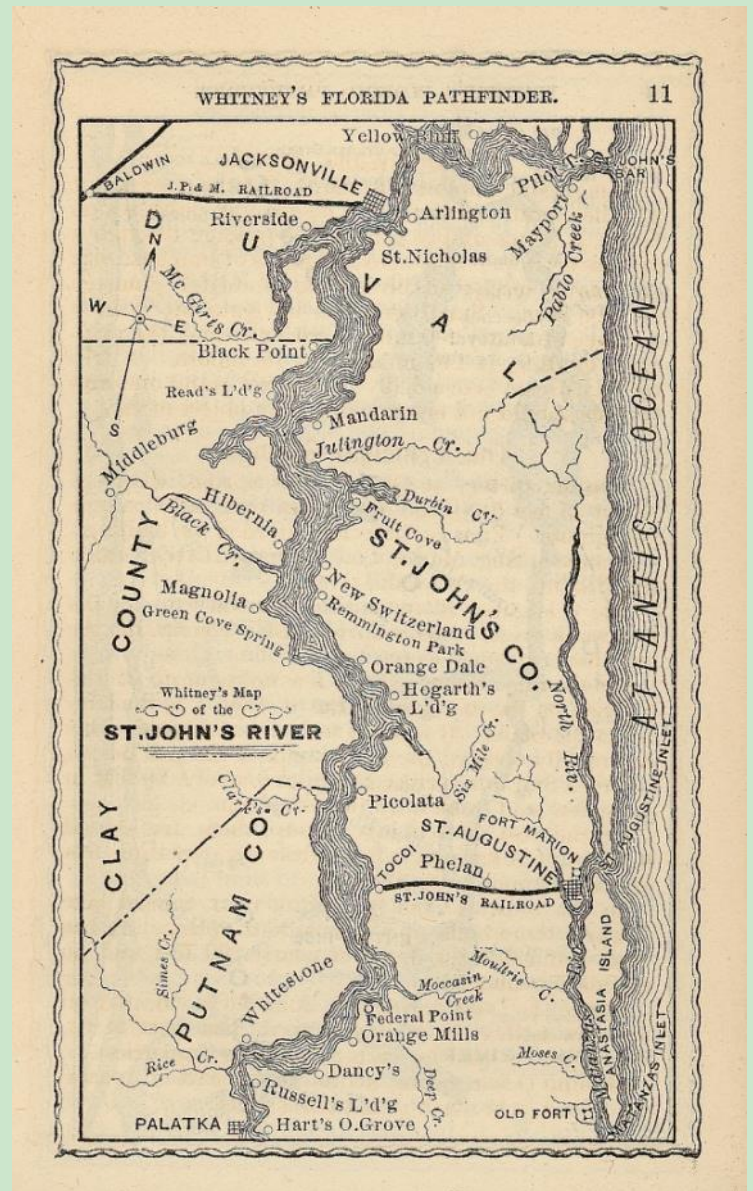 WHITNEY'S FLORIDA PATHFINDER. 11
Yellow Bluff
BALDWIN
JACKSONVILLE
J.P. & M. RAILROAD
Pilot T.
ST. JOHN'S
BAR
Riverside
Arlington
Mayport
D U V A L
St. Nicholas
Pablo Creek
N
W
E
S
Mc Girts Cr.
Black Point
Read's L'd'g
Mandarin
Julington Cr.
Middleburg
ATLANTIC OCEAN
Hibernia
Durbin Cr.
Black Cr.
Fruit Cove
ST. JOHN'S CO.
CLAY COUNTY
Magnolia
New Switzerland
Remmington Park
Green Cove Spring
Orange Dale
Hogarth's
L'd'g
North Riv.
Whitney's Map
of the
ST. JOHN'S RIVER
Six Mile Cr.
Clark's Cr.
Picolata
FORT MARION
ST. AUGUSTINE
ST AUGUSTINE INLET
TOCOI
Phelan
ST. JOHN'S RAILROAD
PUTNAM CO
Simes Cr.
Whitestone
Moultrie C.
Moccasin
Creek
ANASTASIA ISLAND
Federal Point
Orange Mills
Moses C.
Matanzas
Rice Cr.
Dancy's
Deep Cr.
Russell's L'd'g
OLD FORT
MATANZAS INLET
PALATKA
Hart's O. Grove